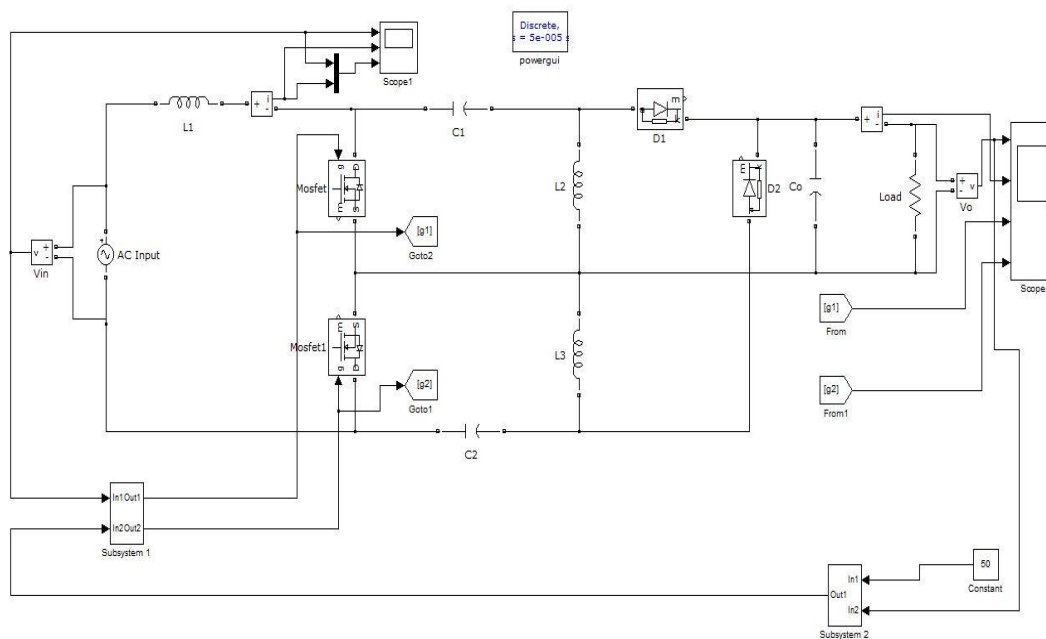 Discrete,
s = 5e-005 s
powergui
Scope1
L1
+
-
i
C1
m
k
D1
+
-
i
Mosfet
g
D
S
m
L2
m
k
D2
Co
Load
+
-
v
Vo
[g1]
Goto2
v
+
-
Vin
AC Input
Scope
[g1]
From
Mosfet1
m
S
g
D
L3
[g2]
Goto1
[g2]
From1
C2
In1 Out1
In2 Out2
Subsystem 1
50
Constant
In1
Out1
In2
Subsystem 2